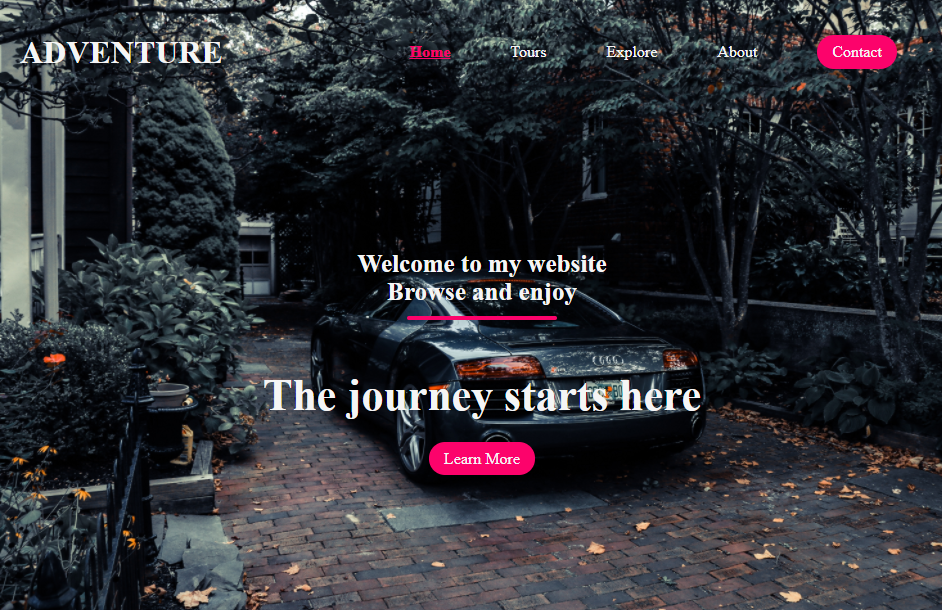 ADVENTURE
Home
Tours
Explore
About
Contact
Welcome to my website
Browse and enjoy
The journey starts here
Learn More